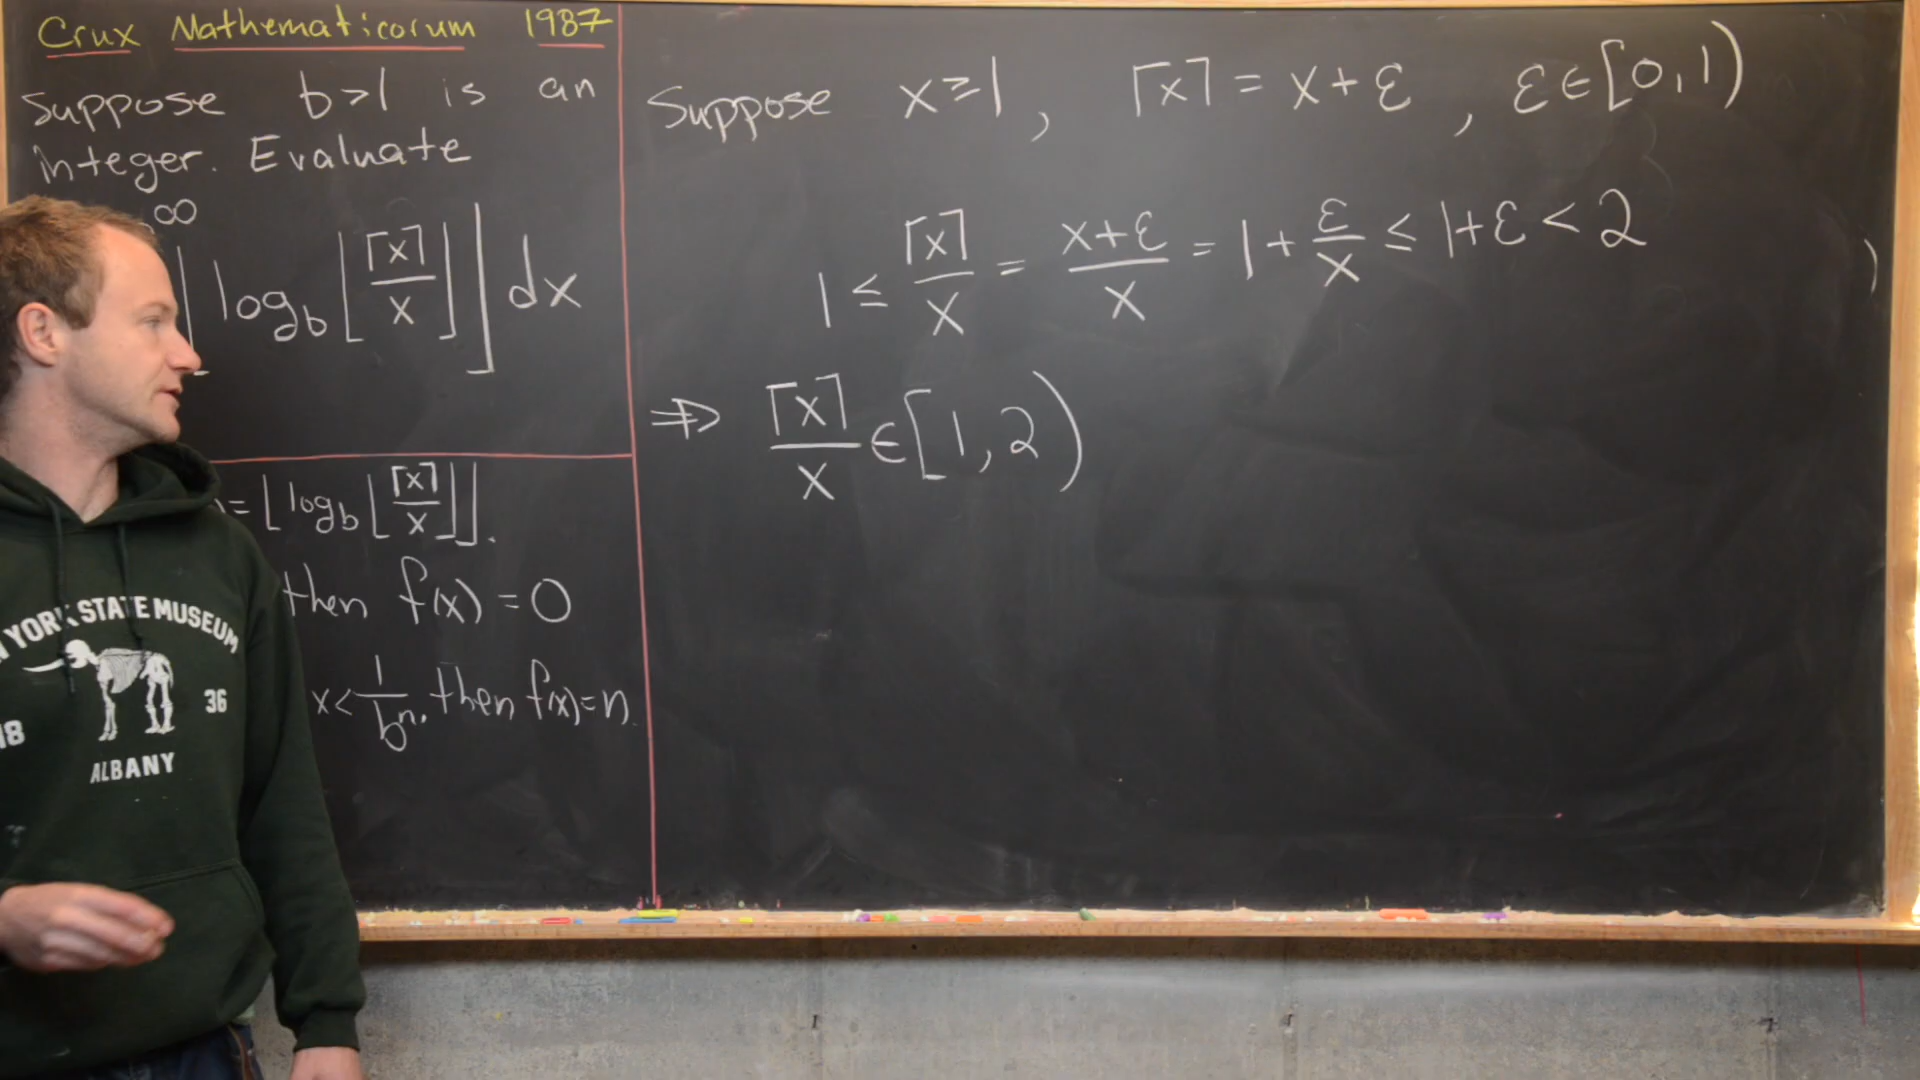 Crux Mathematicorum 1987
Suppose b>1 is an
integer. Evaluate
∞
⌊log_b⌊⌈x⌉/x⌋⌋dx
)=⌊log_b⌊⌈x⌉/x⌋⌋.
then f(x)=0
x<1/bⁿ, then f(x)=n.
Suppose x≥1, ⌈x⌉=x+ε, ε∈[0,1)
1≤⌈x⌉/x=(x+ε)/x=1+ε/x≤1+ε<2
⇒ ⌈x⌉/x∈[1,2)
YORK STATE MUSEUM
18 36
ALBANY